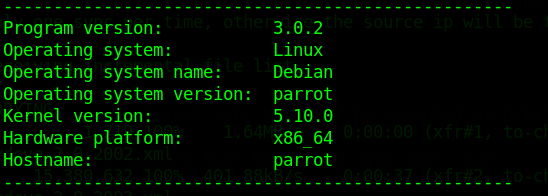 ---------------------------------------------------
Program version: 3.0.2
Operating system: Linux
Operating system name: Debian
Operating system version: parrot
Kernel version: 5.10.0
Hardware platform: x86_64
Hostname: parrot
---------------------------------------------------